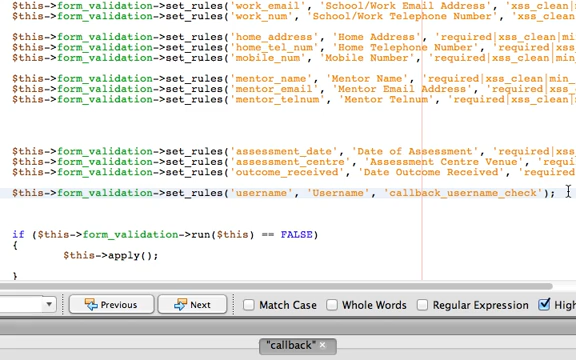 $this->form_validation->set_rules('work_email', 'School/Work Email Address', 'xss_clean|
$this->form_validation->set_rules('work_num', 'School/Work Telephone Number', 'xss_clea
$this->form_validation->set_rules('home_address', 'Home Address', 'required|xss_clean|min
$this->form_validation->set_rules('home_tel_num', 'Home Telephone Number', 'required|xs
$this->form_validation->set_rules('mobile_num', 'Mobile Number', 'required|xss_clean|mi
$this->form_validation->set_rules('mentor_name', 'Mentor Name', 'required|xss_clean|min_
$this->form_validation->set_rules('mentor_email', 'Mentor Email Address', 'required|xss
$this->form_validation->set_rules('mentor_telnum', 'Mentor Telnum', 'required|xss_clean|
$this->form_validation->set_rules('assessment_date', 'Date of Assessment', 'required|xs
$this->form_validation->set_rules('assessment_centre', 'Assessment Centre Venue', 'requi
$this->form_validation->set_rules('outcome_received', 'Date Outcome Received', 'require
$this->form_validation->set_rules('username', 'Username', 'callback_username_check');
if ($this->form_validation->run($this) == FALSE)
{
$this->apply();
}
Previous Next Match Case Whole Words Regular Expression High
"callback"